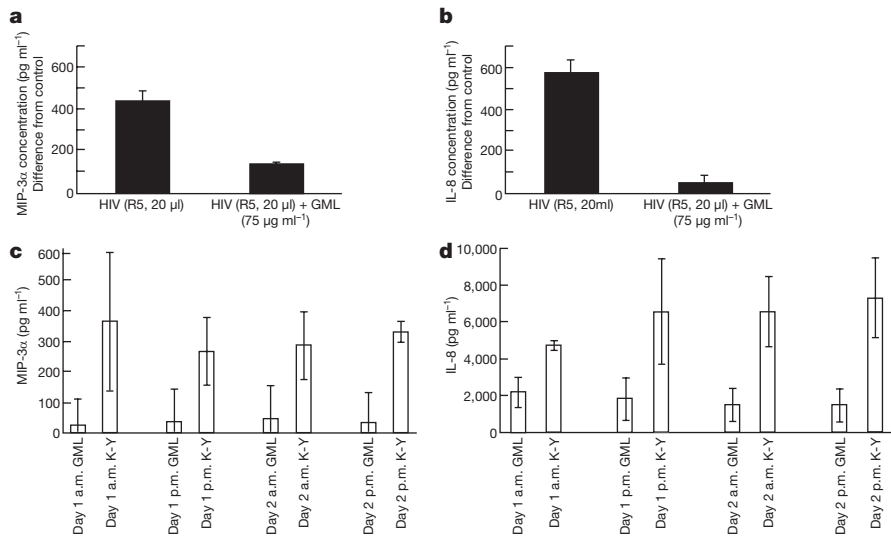 a
MIP-3α concentration (pg ml⁻¹)
Difference from control
600
400
200
0
HIV (R5, 20 µl)
HIV (R5, 20 µl) + GML
(75 µg ml⁻¹)
b
IL-8 concentration (pg ml⁻¹)
Difference from control
600
400
200
0
HIV (R5, 20ml)
HIV (R5, 20 µl) + GML
(75 µg ml⁻¹)
c
MIP-3α (pg ml⁻¹)
600
500
400
300
200
100
0
Day 1 a.m. GML
Day 1 a.m. K-Y
Day 1 p.m. GML
Day 1 p.m. K-Y
Day 2 a.m. GML
Day 2 a.m. K-Y
Day 2 p.m. GML
Day 2 p.m. K-Y
d
IL-8 (pg ml⁻¹)
10,000
8,000
6,000
4,000
2,000
0
Day 1 a.m. GML
Day 1 a.m. K-Y
Day 1 p.m. GML
Day 1 p.m. K-Y
Day 2 a.m. GML
Day 2 a.m. K-Y
Day 2 p.m. GML
Day 2 p.m. K-Y